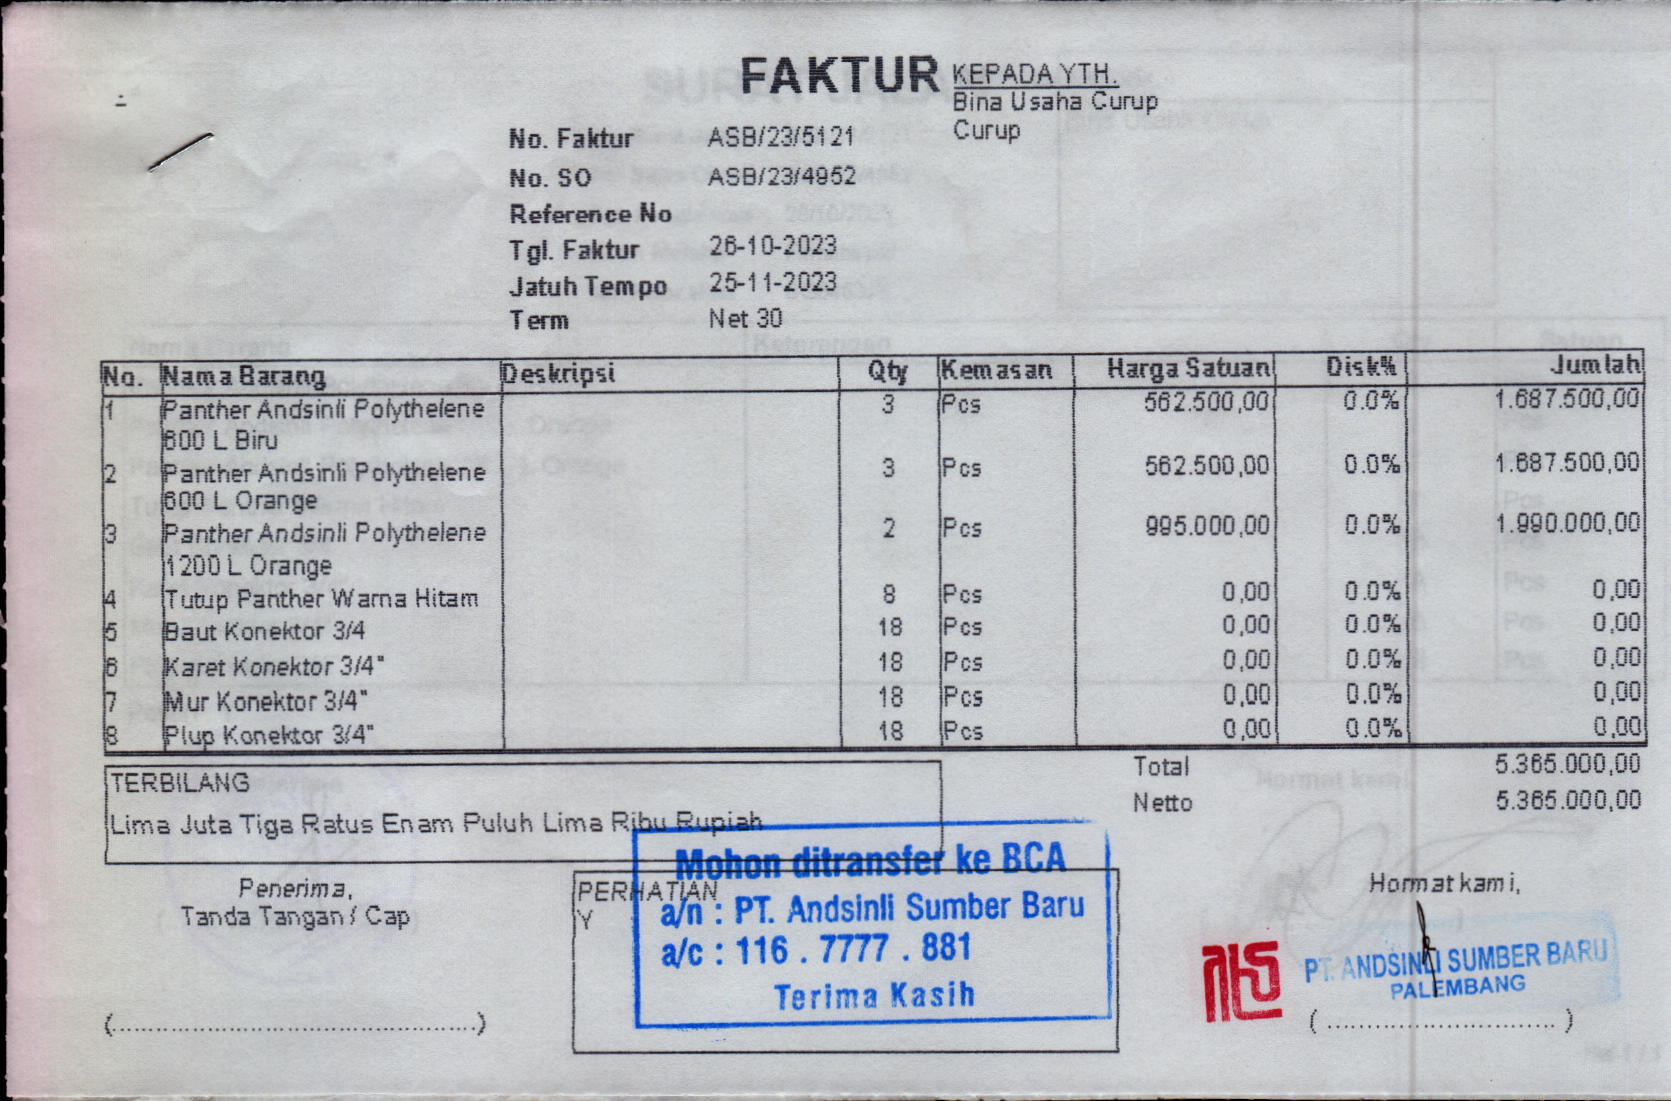 FAKTUR
KEPADA YTH.
Bina Usaha Curup
Curup
No. Faktur ASB/23/5121
No. SO ASB/23/4952
Reference No
Tgl. Faktur 26-10-2023
Jatuh Tempo 25-11-2023
Term Net 30
No. Nama Barang Deskripsi Qty Kemasan Harga Satuan Disk% Jumlah
1 Panther Andsinli Polythelene 3 Pcs 562.500,00 0.0% 1.687.500,00
600 L Biru
2 Panther Andsinli Polythelene 3 Pcs 562.500,00 0.0% 1.687.500,00
600 L Orange
3 Panther Andsinli Polythelene 2 Pcs 995.000,00 0.0% 1.990.000,00
1200 L Orange
4 Tutup Panther Warna Hitam 8 Pcs 0,00 0.0% 0,00
5 Baut Konektor 3/4 18 Pcs 0,00 0.0% 0,00
6 Karet Konektor 3/4" 18 Pcs 0,00 0.0% 0,00
7 Mur Konektor 3/4" 18 Pcs 0,00 0.0% 0,00
8 Plup Konektor 3/4" 18 Pcs 0,00 0.0% 0,00
Total 5.365.000,00
Netto 5.365.000,00
TERBILANG
Lima Juta Tiga Ratus Enam Puluh Lima Ribu Rupiah
Penerima,
Tanda Tangan / Cap
(..............................................)
PERHATIAN
Y
Mohon ditransfer ke BCA
a/n : PT. Andsinli Sumber Baru
a/c : 116 . 7777 . 881
Terima Kasih
Hormat kami,
PT. ANDSINLI SUMBER BARU
PALEMBANG
( ............................. )